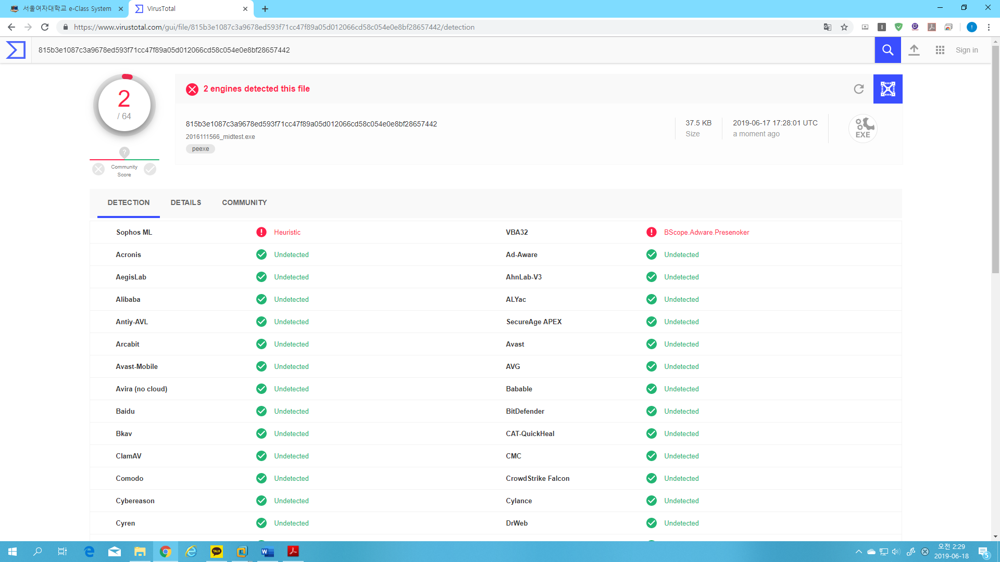 서울여자대학교 e-Class System
VirusTotal
https://www.virustotal.com/gui/file/815b3e1087c3a9678ed593f71cc47f89a05d012066cd58c054e0e8bf28657442/detection
815b3e1087c3a9678ed593f71cc47f89a05d012066cd58c054e0e8bf28657442
Sign in
2
/ 64
2 engines detected this file
815b3e1087c3a9678ed593f71cc47f89a05d012066cd58c054e0e8bf28657442
2016111566_midtest.exe
peexe
37.5 KB
Size
2019-06-17 17:28:01 UTC
a moment ago
EXE
?
Community
Score
DETECTION DETAILS COMMUNITY
Sophos ML Heuristic VBA32 BScope.Adware.Presenoker
Acronis Undetected Ad-Aware Undetected
AegisLab Undetected AhnLab-V3 Undetected
Alibaba Undetected ALYac Undetected
Antiy-AVL Undetected SecureAge APEX Undetected
Arcabit Undetected Avast Undetected
Avast-Mobile Undetected AVG Undetected
Avira (no cloud) Undetected Babable Undetected
Baidu Undetected BitDefender Undetected
Bkav Undetected CAT-QuickHeal Undetected
ClamAV Undetected CMC Undetected
Comodo Undetected CrowdStrike Falcon Undetected
Cybereason Undetected Cylance Undetected
Cyren Undetected DrWeb Undetected
TALK
오전 2:29
2019-06-18
5